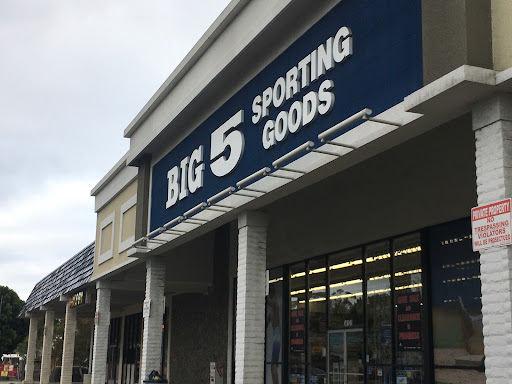 BIG 5 SPORTING
GOODS
PRIVATE PROPERTY
NO
TRESPASSING
VIOLATORS
WILL BE PROSECUTED